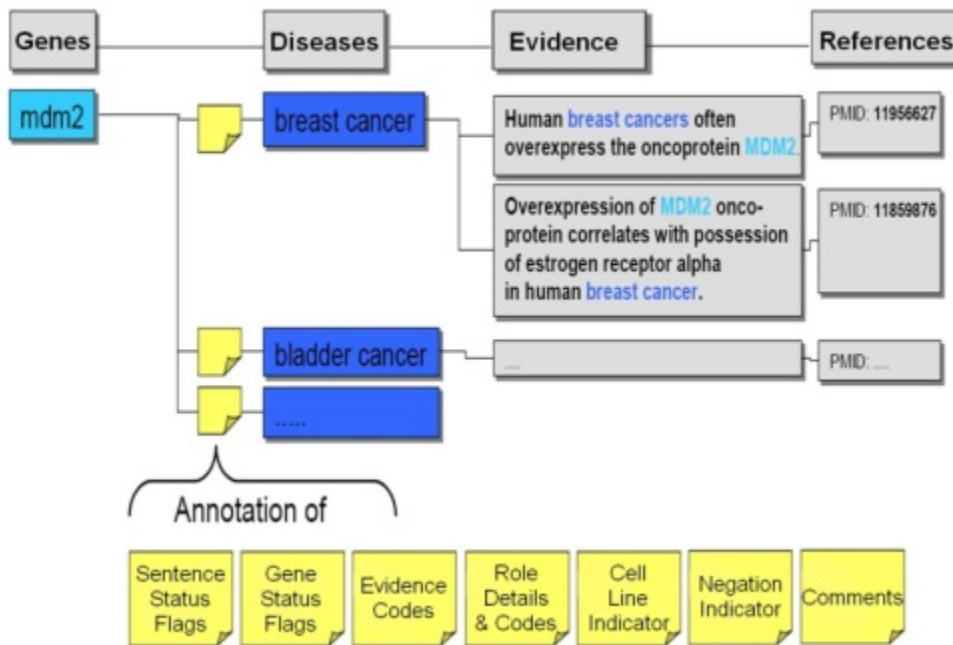 Genes
Diseases
Evidence
References
mdm2
breast cancer
Human breast cancers often
overexpress the oncoprotein MDM2.
PMID: 11956627
Overexpression of MDM2 onco-
protein correlates with possession
of estrogen receptor alpha
in human breast cancer.
PMID: 11859876
bladder cancer
....
PMID: ....
.....
Annotation of
Sentence
Status
Flags
Gene
Status
Flags
Evidence
Codes
Role
Details
& Codes
Cell
Line
Indicator
Negation
Indicator
Comments